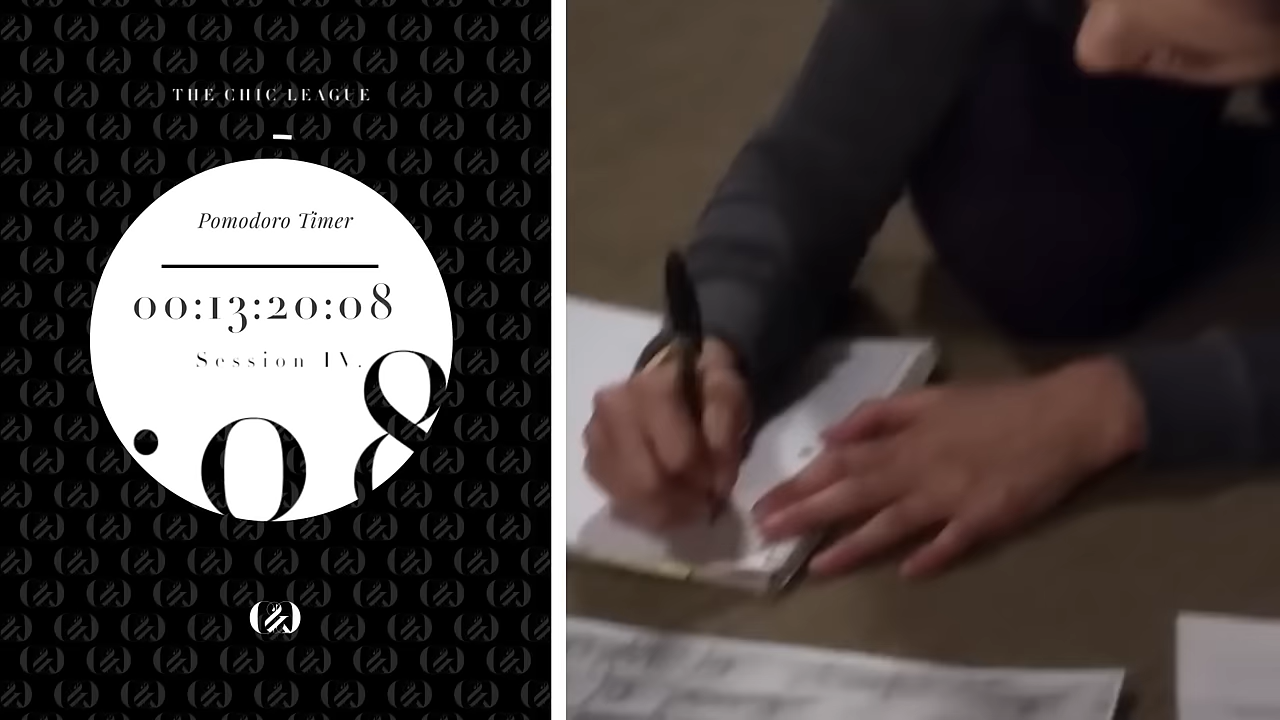 THE CHIC LEAGUE
Pomodoro Timer
00:13:20:08
Session IV.
:08